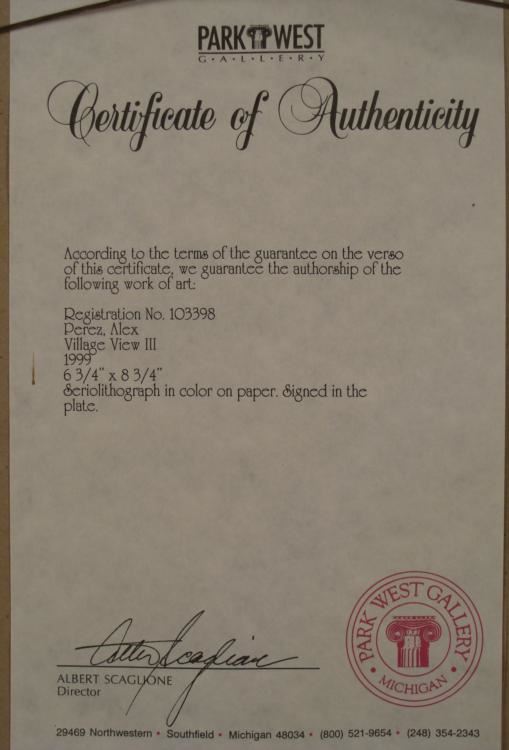 PARK WEST
G•A•L•L•E•R•Y
Certificate of Authenticity
According to the terms of the guarantee on the verso
of this certificate, we guarantee the authorship of the
following work of art:
Registration No. 103398
Perez, Alex
Village View III
1999
6 3/4" x 8 3/4"
Seriolithograph in color on paper. Signed in the
plate.
Albert Scaglione
ALBERT SCAGLIONE
Director
PARK WEST GALLERY
• MICHIGAN •
29469 Northwestern • Southfield • Michigan 48034 • (800) 521-9654 • (248) 354-2343